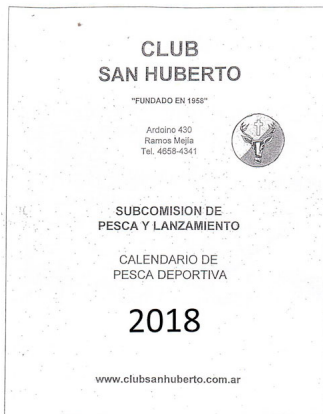 CLUB
SAN HUBERTO
"FUNDADO EN 1958"
Ardoino 430
Ramos Mejia
Tel. 4658-4341
SUBCOMISION DE
PESCA Y LANZAMIENTO
CALENDARIO DE
PESCA DEPORTIVA
2018
www.clubsanhuberto.com.ar